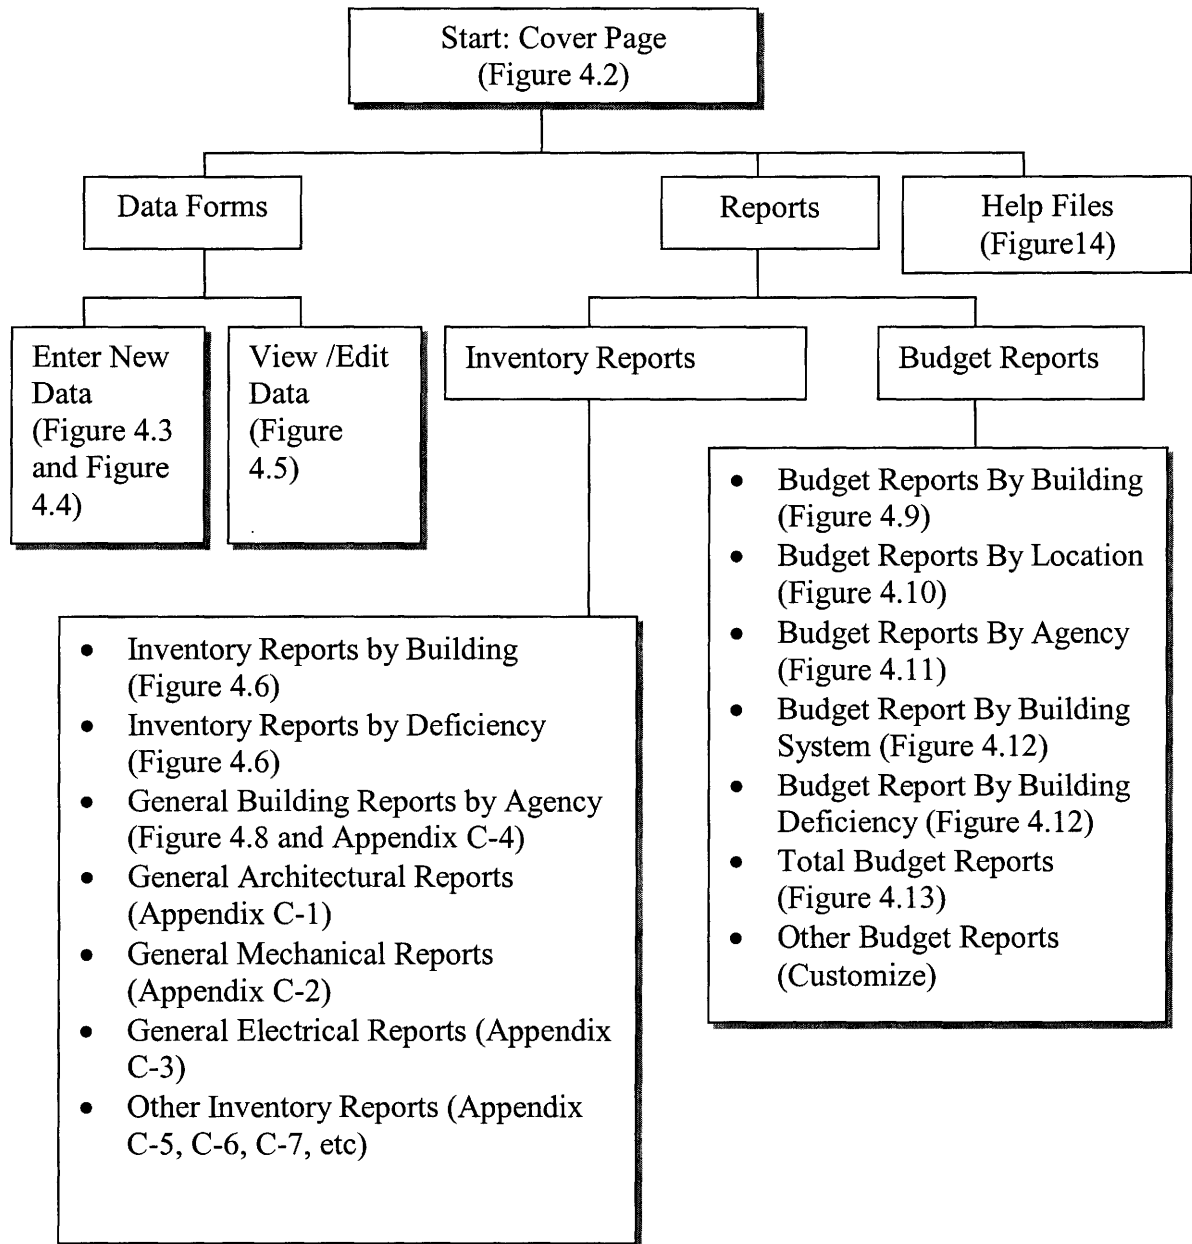 Start: Cover Page
(Figure 4.2)
Data Forms
Reports
Help Files
(Figure14)
Enter New
Data
(Figure 4.3
and Figure
4.4)
View /Edit
Data
(Figure
4.5)
Inventory Reports
Budget Reports
• Inventory Reports by Building
(Figure 4.6)
• Inventory Reports by Deficiency
(Figure 4.6)
• General Building Reports by Agency
(Figure 4.8 and Appendix C-4)
• General Architectural Reports
(Appendix C-1)
• General Mechanical Reports
(Appendix C-2)
• General Electrical Reports (Appendix
C-3)
• Other Inventory Reports (Appendix
C-5, C-6, C-7, etc)
• Budget Reports By Building
(Figure 4.9)
• Budget Reports By Location
(Figure 4.10)
• Budget Reports By Agency
(Figure 4.11)
• Budget Report By Building
System (Figure 4.12)
• Budget Report By Building
Deficiency (Figure 4.12)
• Total Budget Reports
(Figure 4.13)
• Other Budget Reports
(Customize)